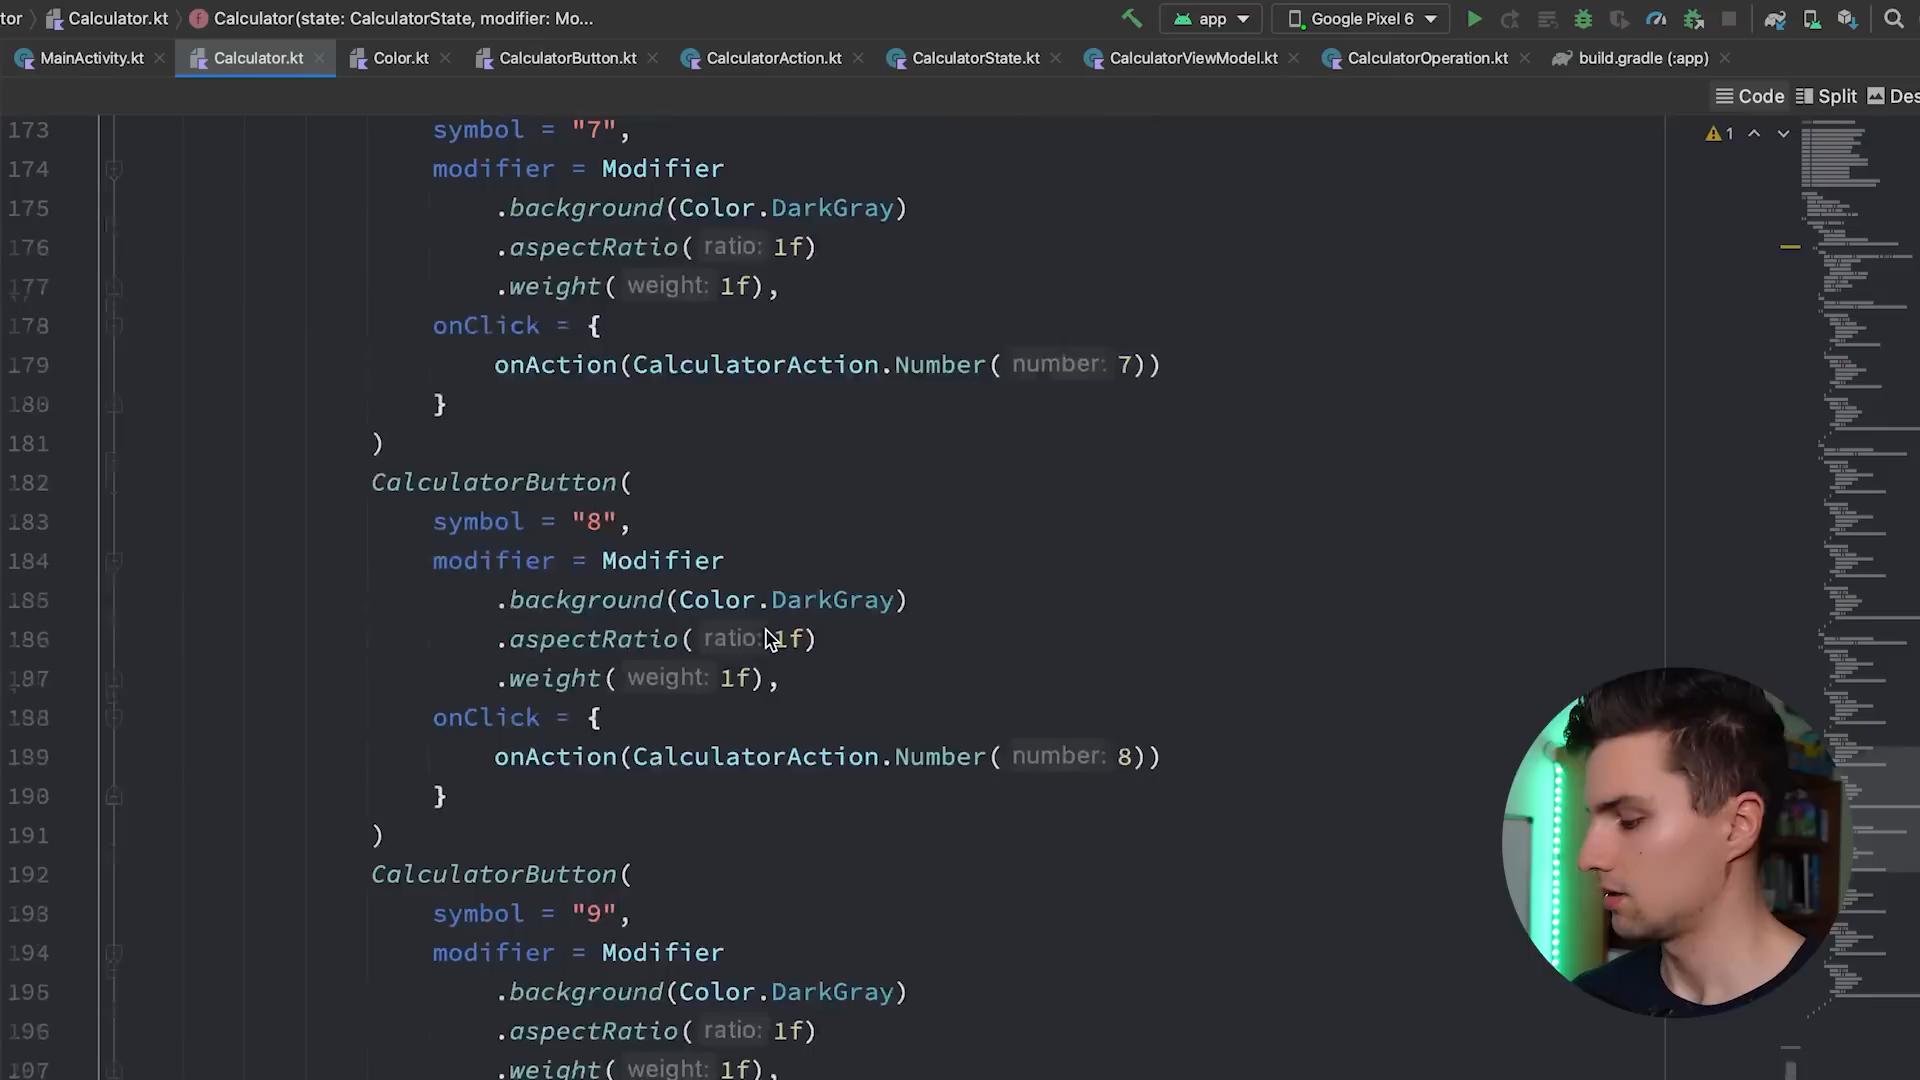 tor Calculator.kt Calculator(state: CalculatorState, modifier: Mo... app Google Pixel 6
MainActivity.kt Calculator.kt Color.kt CalculatorButton.kt CalculatorAction.kt CalculatorState.kt CalculatorViewModel.kt CalculatorOperation.kt build.gradle (:app)
Code Split Des
1
173 symbol = "7",
174 modifier = Modifier
175 .background(Color.DarkGray)
176 .aspectRatio( ratio: 1f)
177 .weight( weight: 1f),
178 onClick = {
179 onAction(CalculatorAction.Number( number: 7))
180 }
181 )
182 CalculatorButton(
183 symbol = "8",
184 modifier = Modifier
185 .background(Color.DarkGray)
186 .aspectRatio( ratio: 1f)
187 .weight( weight: 1f),
188 onClick = {
189 onAction(CalculatorAction.Number( number: 8))
190 }
191 )
192 CalculatorButton(
193 symbol = "9",
194 modifier = Modifier
195 .background(Color.DarkGray)
196 .aspectRatio( ratio: 1f)
197 .weight( weight: 1f),